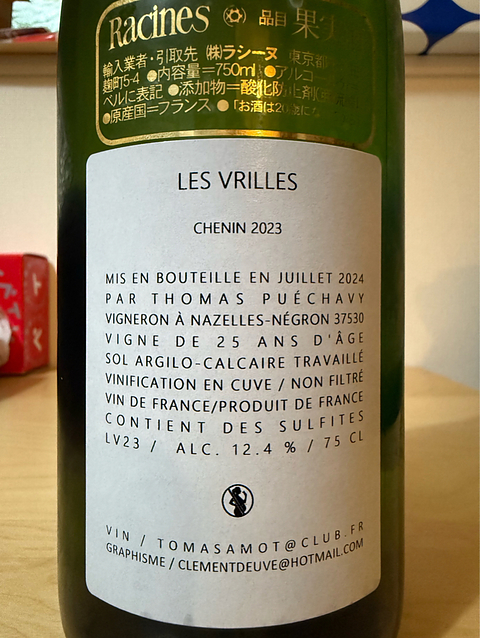 Racines 品目 果実
輸入業者・引取先 (株)ラシーヌ 東京都
麹町5-4 ●内容量=750ml ●アルコー
ベルに表記 ●添加物=酸化防止剤
●原産国=フランス ●「お酒は20歳にな
LES VRILLES
CHENIN 2023
MIS EN BOUTEILLE EN JUILLET 2024
PAR THOMAS PUÉCHAVY
VIGNERON À NAZELLES-NÉGRON 37530
VIGNE DE 25 ANS D'ÂGE
SOL ARGILO-CALCAIRE TRAVAILLÉ
VINIFICATION EN CUVE / NON FILTRÉ
VIN DE FRANCE/PRODUIT DE FRANCE
CONTIENT DES SULFITES
LV23 / ALC. 12.4 % / 75 CL
VIN / TOMASAMOT@CLUB.FR
GRAPHISME / CLEMENTDEUVE@HOTMAIL.COM